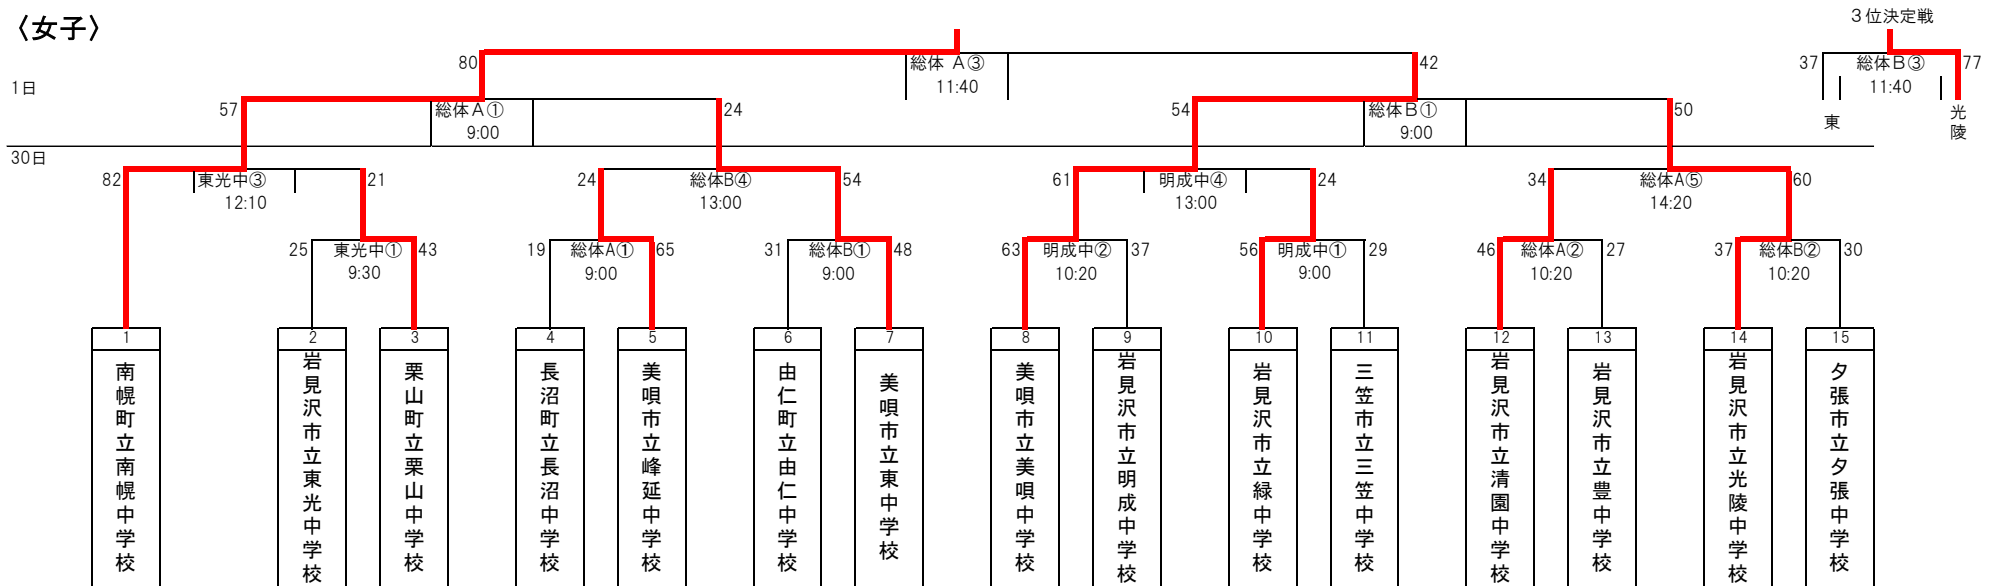 〈女子〉
３位決定戦
80
総体 A③
11:40
42
37
総体B③
11:40
77
東
光陵
1日
57
総体A①
9:00
24
54
総体B①
9:00
50
30日
82
東光中③
12:10
21
24
総体B④
13:00
54
61
明成中④
13:00
24
34
総体A⑤
14:20
60
25
東光中①
9:30
43
19
総体A①
9:00
65
31
総体B①
9:00
48
63
明成中②
10:20
37
56
明成中①
9:00
29
46
総体A②
10:20
27
37
総体B②
10:20
30
1
南幌町立南幌中学校
2
岩見沢市立東光中学校
3
栗山町立栗山中学校
4
長沼町立長沼中学校
5
美唄市立峰延中学校
6
由仁町立由仁中学校
7
美唄市立東中学校
8
美唄市立美唄中学校
9
岩見沢市立明成中学校
10
岩見沢市立緑中学校
11
三笠市立三笠中学校
12
岩見沢市立清園中学校
13
岩見沢市立豊中学校
14
岩見沢市立光陵中学校
15
夕張市立夕張中学校